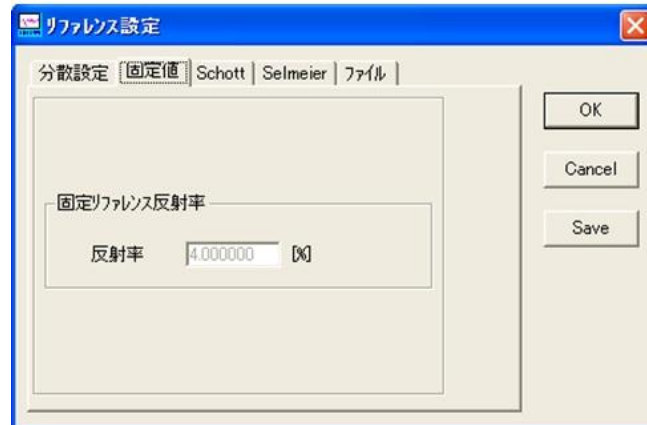 リファレンス設定
分散設定 固定値 Schott Selmeier ファイル
OK
Cancel
Save
固定リファレンス反射率
反射率 4.000000 [%]